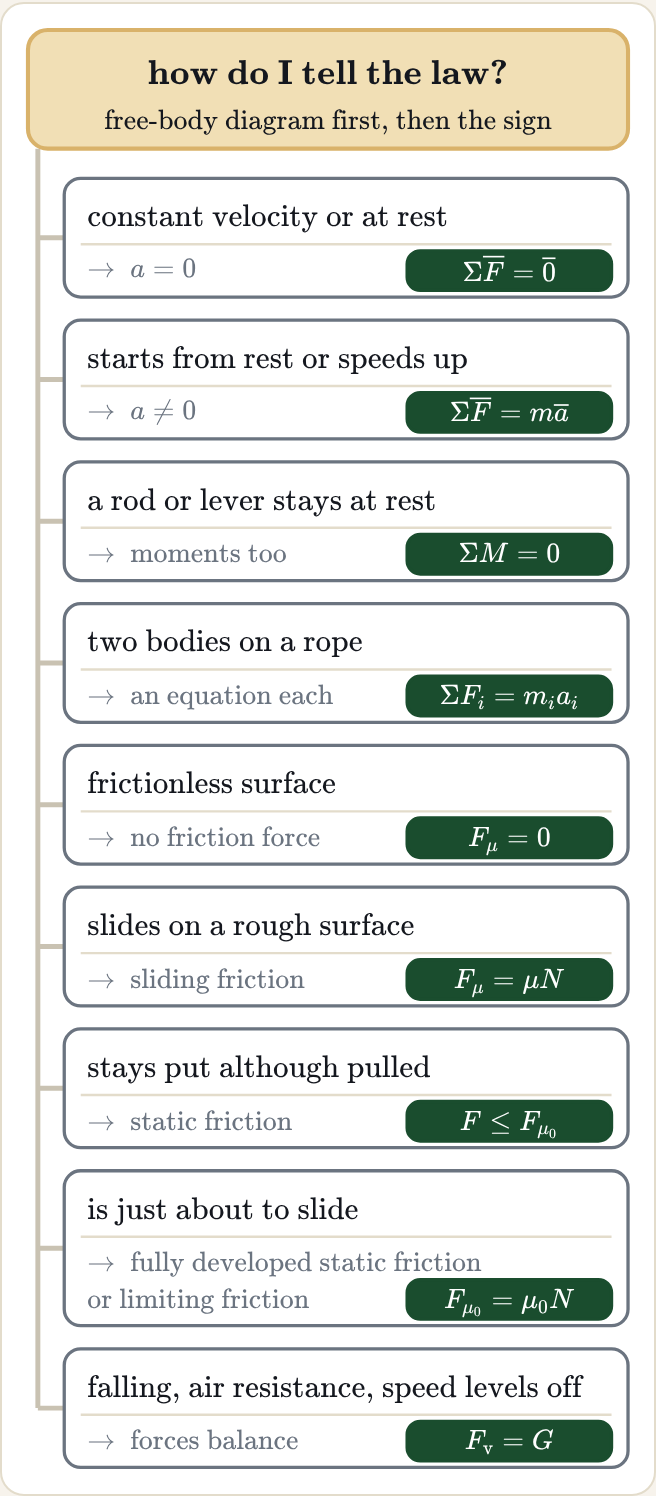 how do I tell the law?
free-body diagram first, then the sign
constant velocity or at rest
→ a = 0 ΣF̅ = 0̅
starts from rest or speeds up
→ a ≠ 0 ΣF̅ = ma̅
a rod or lever stays at rest
→ moments too ΣM = 0
two bodies on a rope
→ an equation each ΣFᵢ = mᵢaᵢ
frictionless surface
→ no friction force F_μ = 0
slides on a rough surface
→ sliding friction F_μ = μN
stays put although pulled
→ static friction F ≤ F_μ₀
is just about to slide
→ fully developed static friction
or limiting friction F_μ₀ = μ₀N
falling, air resistance, speed levels off
→ forces balance F_v = G